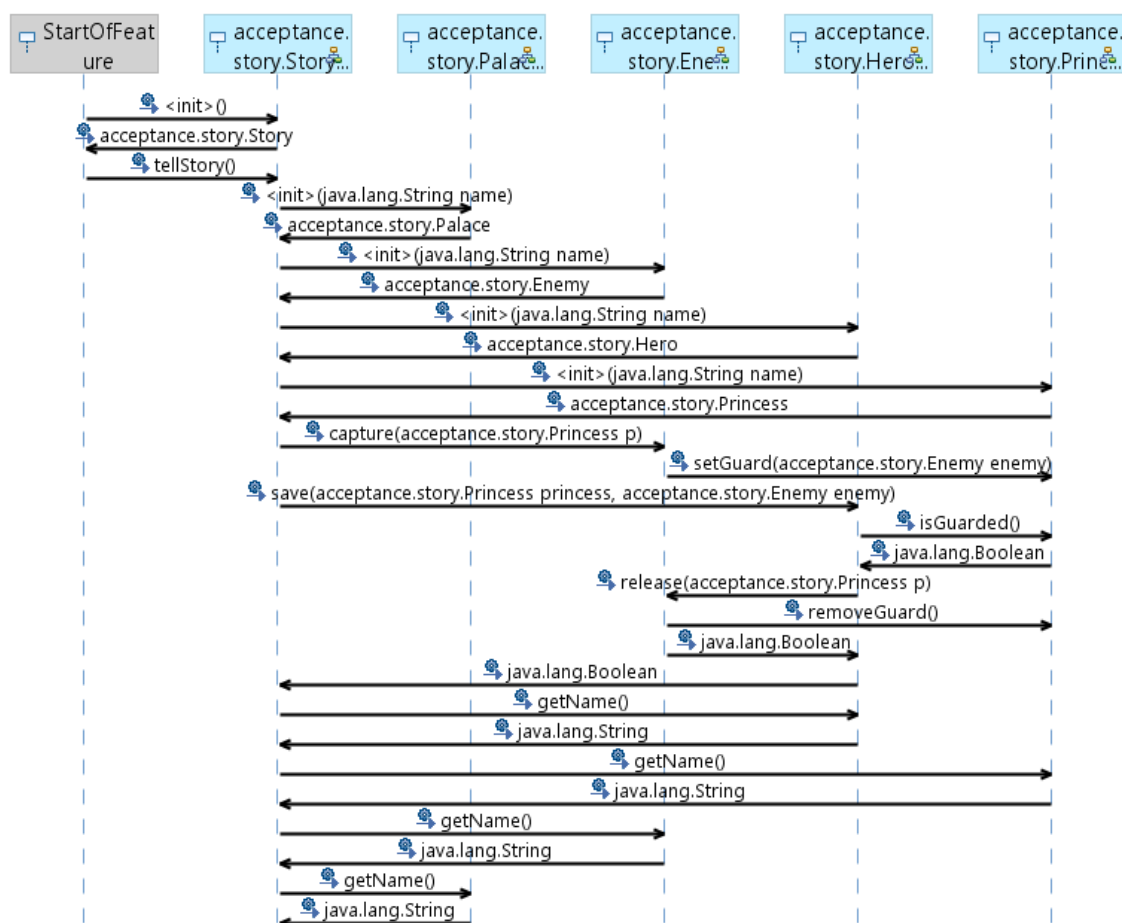 StartOfFeat
ure
acceptance.
story.Story...
acceptance.
story.Palac...
acceptance.
story.Ene...
acceptance.
story.Hero...
acceptance.
story.Princ...
<init>()
acceptance.story.Story
tellStory()
<init>(java.lang.String name)
acceptance.story.Palace
<init>(java.lang.String name)
acceptance.story.Enemy
<init>(java.lang.String name)
acceptance.story.Hero
<init>(java.lang.String name)
acceptance.story.Princess
capture(acceptance.story.Princess p)
setGuard(acceptance.story.Enemy enemy)
save(acceptance.story.Princess princess, acceptance.story.Enemy enemy)
isGuarded()
java.lang.Boolean
release(acceptance.story.Princess p)
removeGuard()
java.lang.Boolean
java.lang.Boolean
getName()
java.lang.String
getName()
java.lang.String
getName()
java.lang.String
getName()
java.lang.String